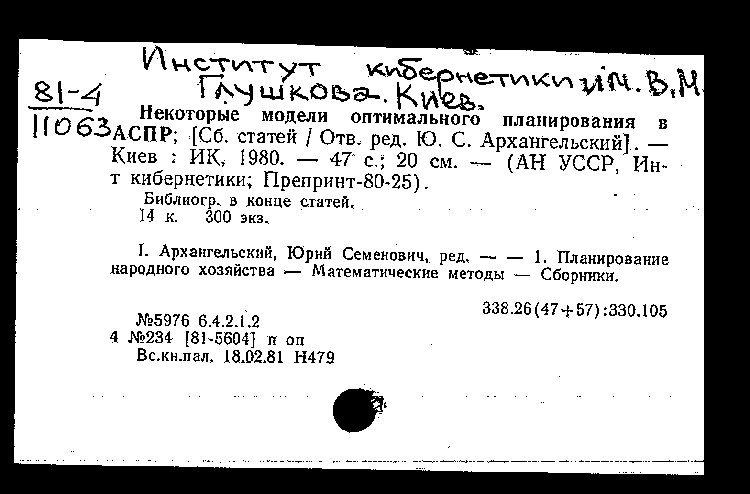 Институт кибернетики им. В.М.
Глушкова. Киев.
81-4
11063
Некоторые модели оптимального планирования в
АСПР; [Сб. статей / Отв. ред. Ю. С. Архангельский]. —
Киев : ИК, 1980. — 47 с.; 20 см. — (АН УССР, Ин-
т кибернетики; Препринт-80-25).
Библиогр. в конце статей.
14 к. 300 экз.
I. Архангельский, Юрий Семенович, ред. — — 1. Планирование
народного хозяйства — Математические методы — Сборники.
338.26(47+57):330.105
№5976 6.4.2.1.2
4 №234 [81-5604] п оп
Вс.кн.пал. 18.02.81 Н479